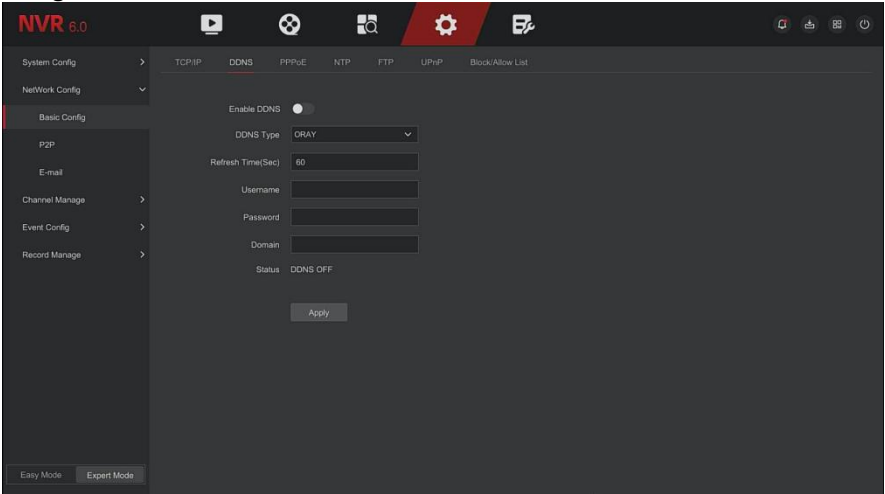 NVR 6.0
System Config
NetWork Config
Basic Config
P2P
E-mail
Channel Manage
Event Config
Record Manage
Easy Mode Expert Mode
TCP/IP DDNS PPPoE NTP FTP UPnP Block/Allow List
Enable DDNS
DDNS Type ORAY
Refresh Time(Sec) 60
Username
Password
Domain
Status DDNS OFF
Apply